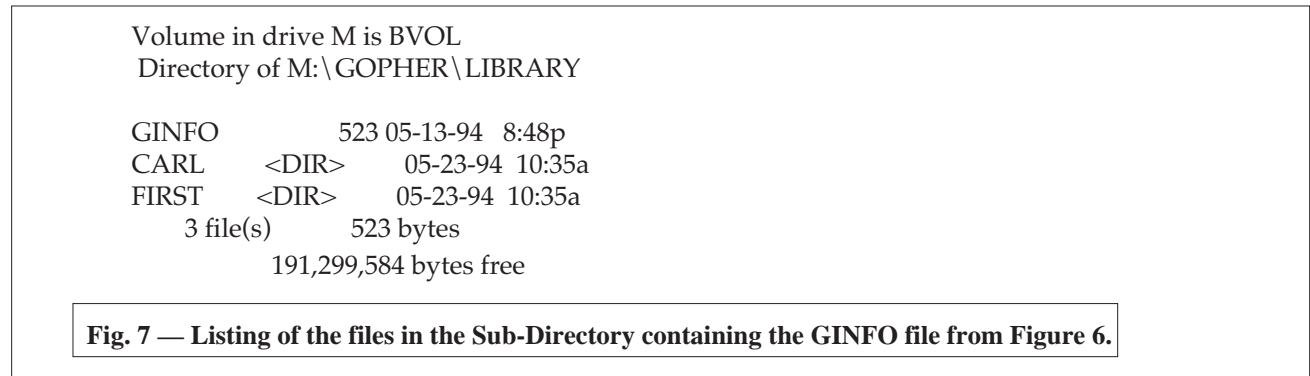 Volume in drive M is BVOL
Directory of M:\GOPHER\LIBRARY
GINFO 523 05-13-94 8:48p
CARL <DIR> 05-23-94 10:35a
FIRST <DIR> 05-23-94 10:35a
3 file(s) 523 bytes
191,299,584 bytes free
Fig. 7 — Listing of the files in the Sub-Directory containing the GINFO file from Figure 6.